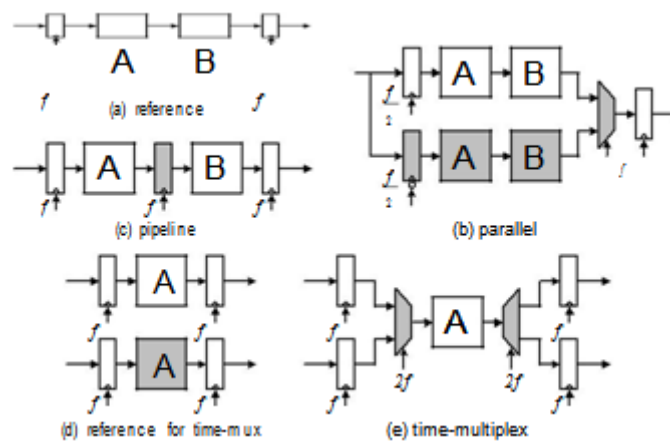 A B
f f
(a) reference
A B
f
2
A B
f
2
f
(b) parallel
A B
f f f
(c) pipeline
A
f f
A
f f
(d) reference for time-mux
A
f f
2f 2f
f f
(e) time-multiplex